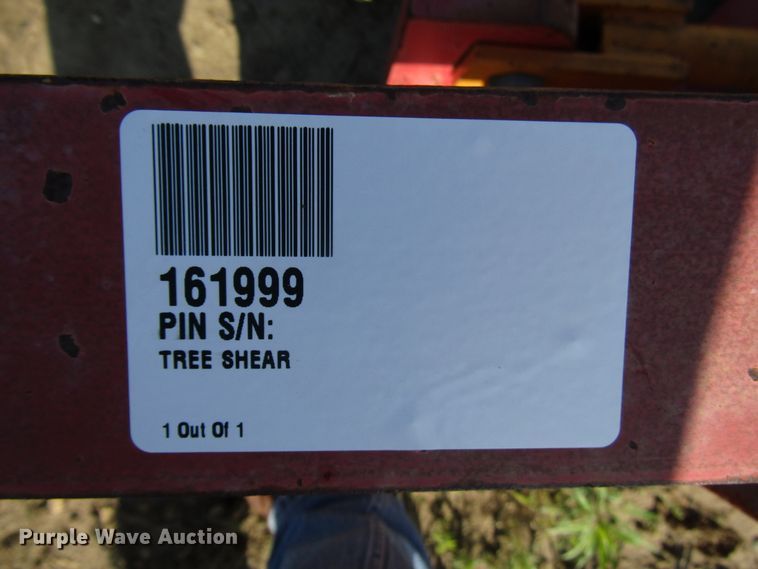 161999
PIN S/N:
TREE SHEAR
1 Out Of 1
Purple Wave Auction